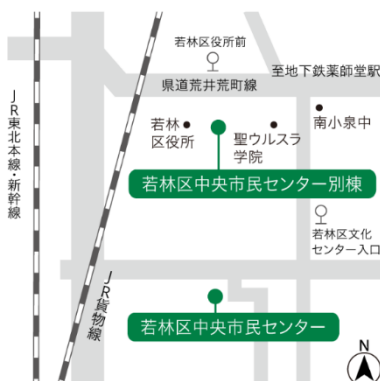 若林区役所前
至地下鉄薬師堂駅
県道荒井荒町線
JR東北本線・新幹線
若林
区役所
聖ウルスラ
学院
南小泉中
若林区中央市民センター別棟
若林区文化
センター入口
JR貨物線
若林区中央市民センター
N